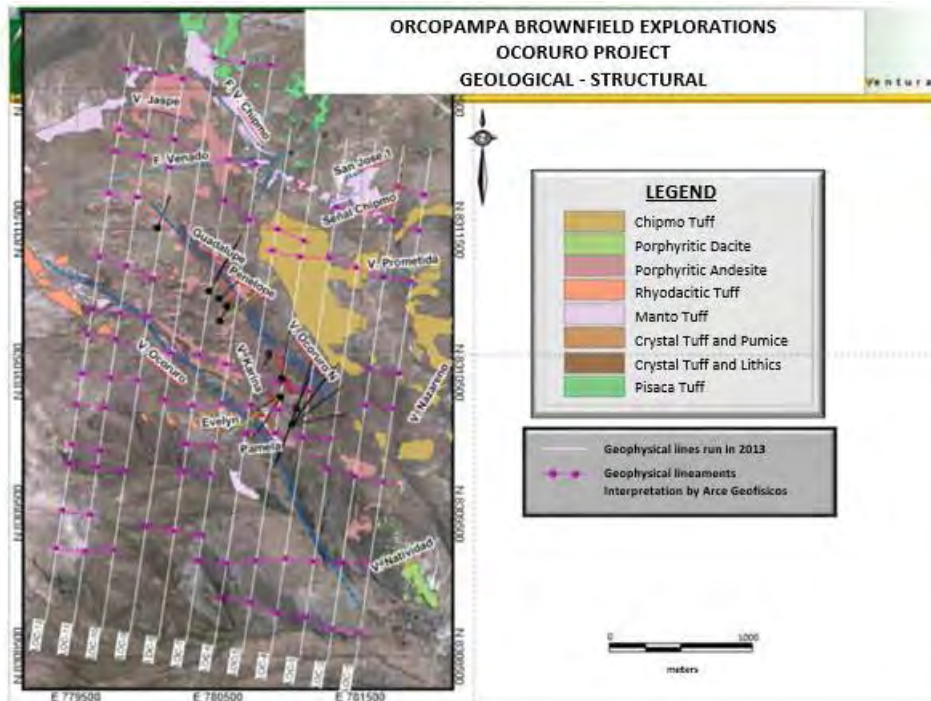 ORCOPAMPA BROWNFIELD EXPLORATIONS
OCORURO PROJECT
GEOLOGICAL - STRUCTURAL
Ventura
V. Jaspe
F. V. Chipmo
F. Venado
San Jose 1
Señal Chipmo
Guadalupe
Penelope
V. Prometida
V. Ocoruro
V. Ocoruro N
Vª Karina
V. Nazareno
Evelyn
Pamela
Vª Natividad
N 8311500
N 8310500
N 8309500
N 8308500
E 779500
E 780500
E 781500
LEGEND
Chipmo Tuff
Porphyritic Dacite
Porphyritic Andesite
Rhyodacitic Tuff
Manto Tuff
Crystal Tuff and Pumice
Crystal Tuff and Lithics
Pisaca Tuff
Geophysical lines run in 2013
Geophysical lineaments
Interpretation by Arce Geofisicos
0 1000
meters